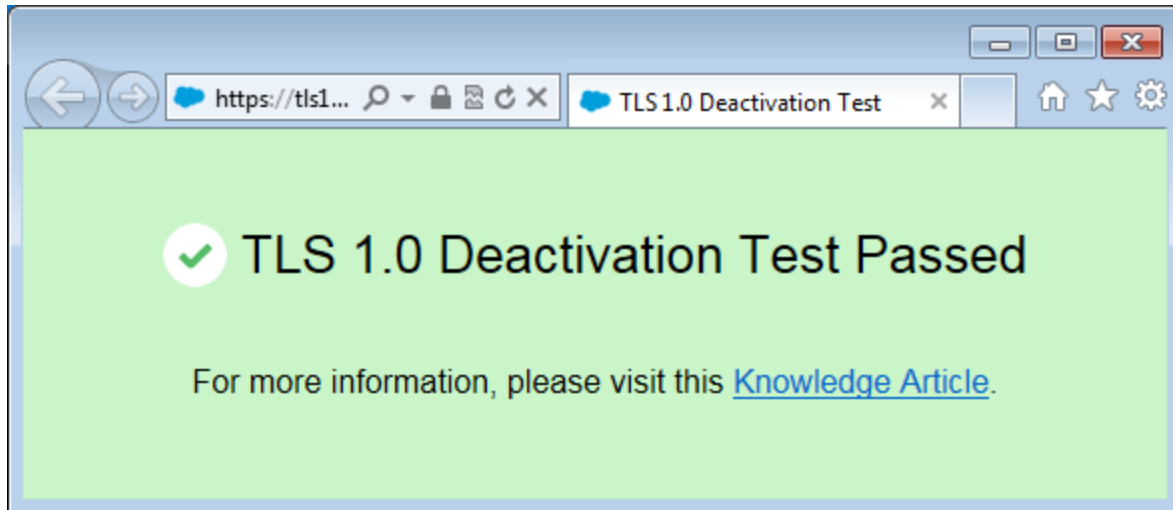 https://tls1...
TLS 1.0 Deactivation Test
TLS 1.0 Deactivation Test Passed
For more information, please visit this Knowledge Article.